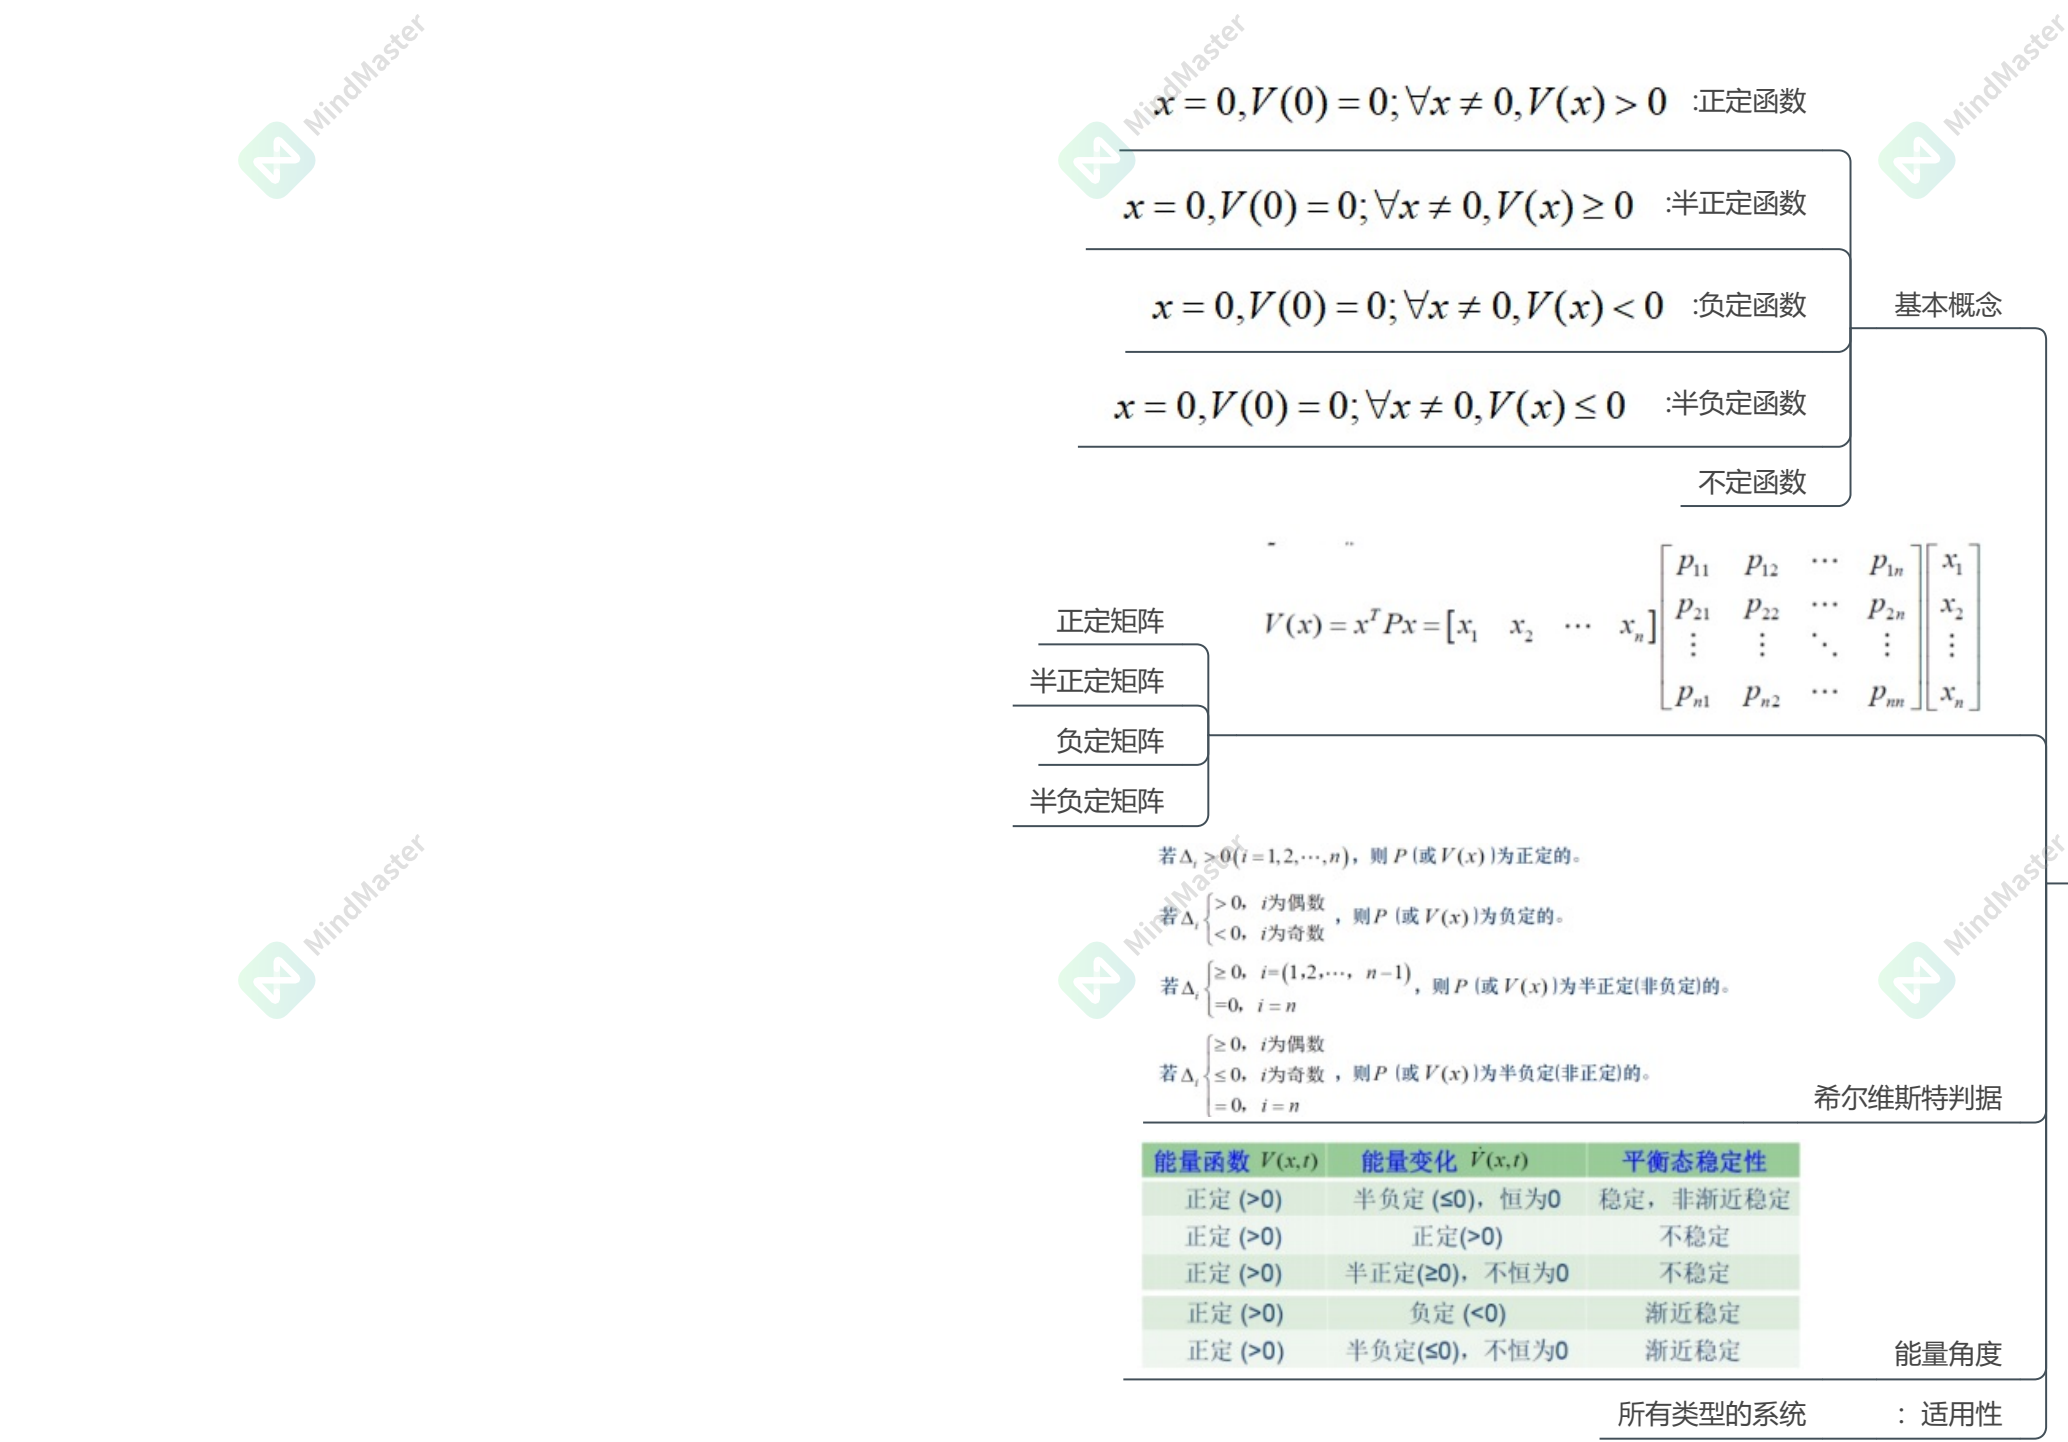 x = 0,V(0) = 0;∀x ≠ 0,V(x) > 0 :正定函数
x = 0,V(0) = 0;∀x ≠ 0,V(x) ≥ 0 :半正定函数
x = 0,V(0) = 0;∀x ≠ 0,V(x) < 0 :负定函数
基本概念
x = 0,V(0) = 0;∀x ≠ 0,V(x) ≤ 0 :半负定函数
不定函数
正定矩阵
半正定矩阵
负定矩阵
半负定矩阵
V(x) = x^T Px = [x₁ x₂ ⋯ xₙ]
p₁₁ p₁₂ ⋯ p₁ₙ x₁
p₂₁ p₂₂ ⋯ p₂ₙ x₂
⋮ ⋮ ⋱ ⋮ ⋮
pₙ₁ pₙ₂ ⋯ pₙₙ xₙ
若Δᵢ > 0(i = 1,2,⋯,n)，则 P (或V(x))为正定的。
若Δᵢ { > 0，i为偶数
< 0，i为奇数 ，则P (或V(x))为负定的。
若Δᵢ { ≥ 0，i=(1,2,⋯，n−1)
=0，i = n ，则P (或V(x))为半正定(非负定)的。
若Δᵢ { ≥ 0，i为偶数
≤ 0，i为奇数 ，则P (或V(x))为半负定(非正定)的。
= 0，i = n
希尔维斯特判据
能量函数 V(x,t) 能量变化 V̇(x,t) 平衡态稳定性
正定 (>0) 半负定 (≤0)，恒为0 稳定，非渐近稳定
正定 (>0) 正定(>0) 不稳定
正定 (>0) 半正定(≥0)，不恒为0 不稳定
正定 (>0) 负定 (<0) 渐近稳定
正定 (>0) 半负定(≤0)，不恒为0 渐近稳定
能量角度
所有类型的系统 ：适用性
MindMaster
MindMaster
MindMaster
MindMaster
MindMaster
MindMaster